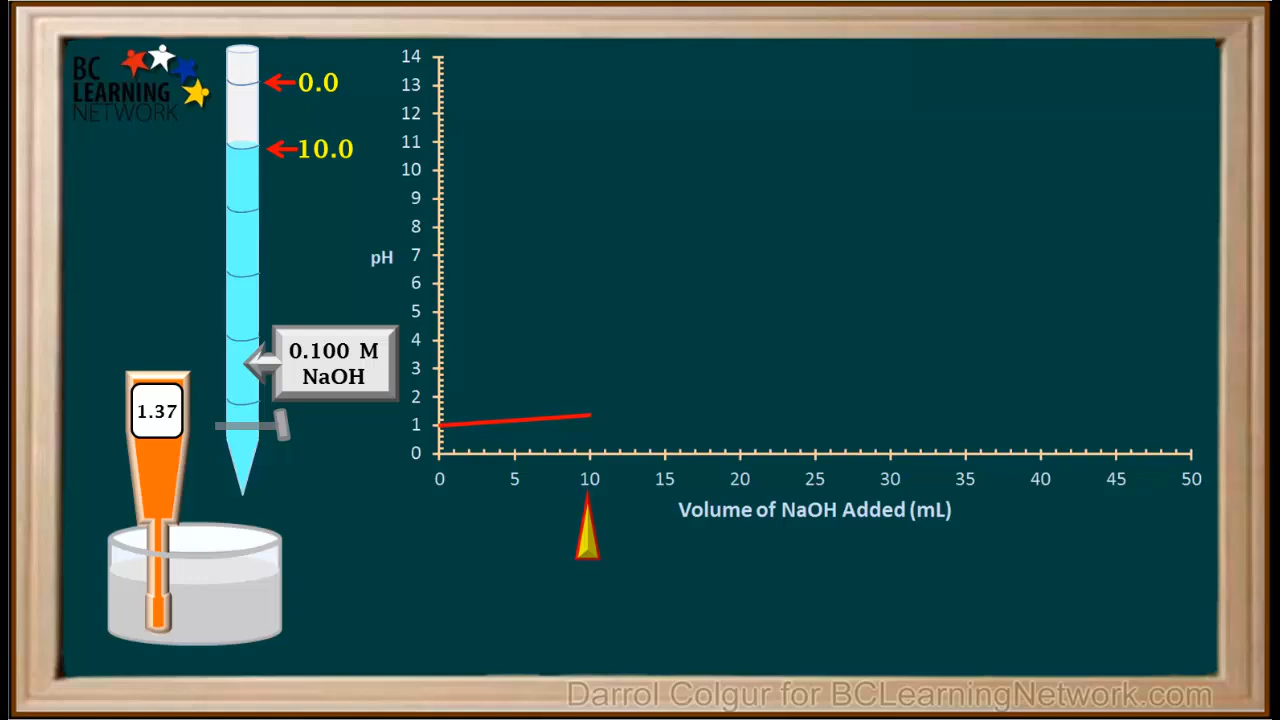 BC
LEARNING
NETWORK
0.0
10.0
0.100 M
NaOH
1.37
14
13
12
11
10
9
8
pH 7
6
5
4
3
2
1
0
0 5 10 15 20 25 30 35 40 45 50
Volume of NaOH Added (mL)
Darrol Colgur for BCLearningNetwork.com